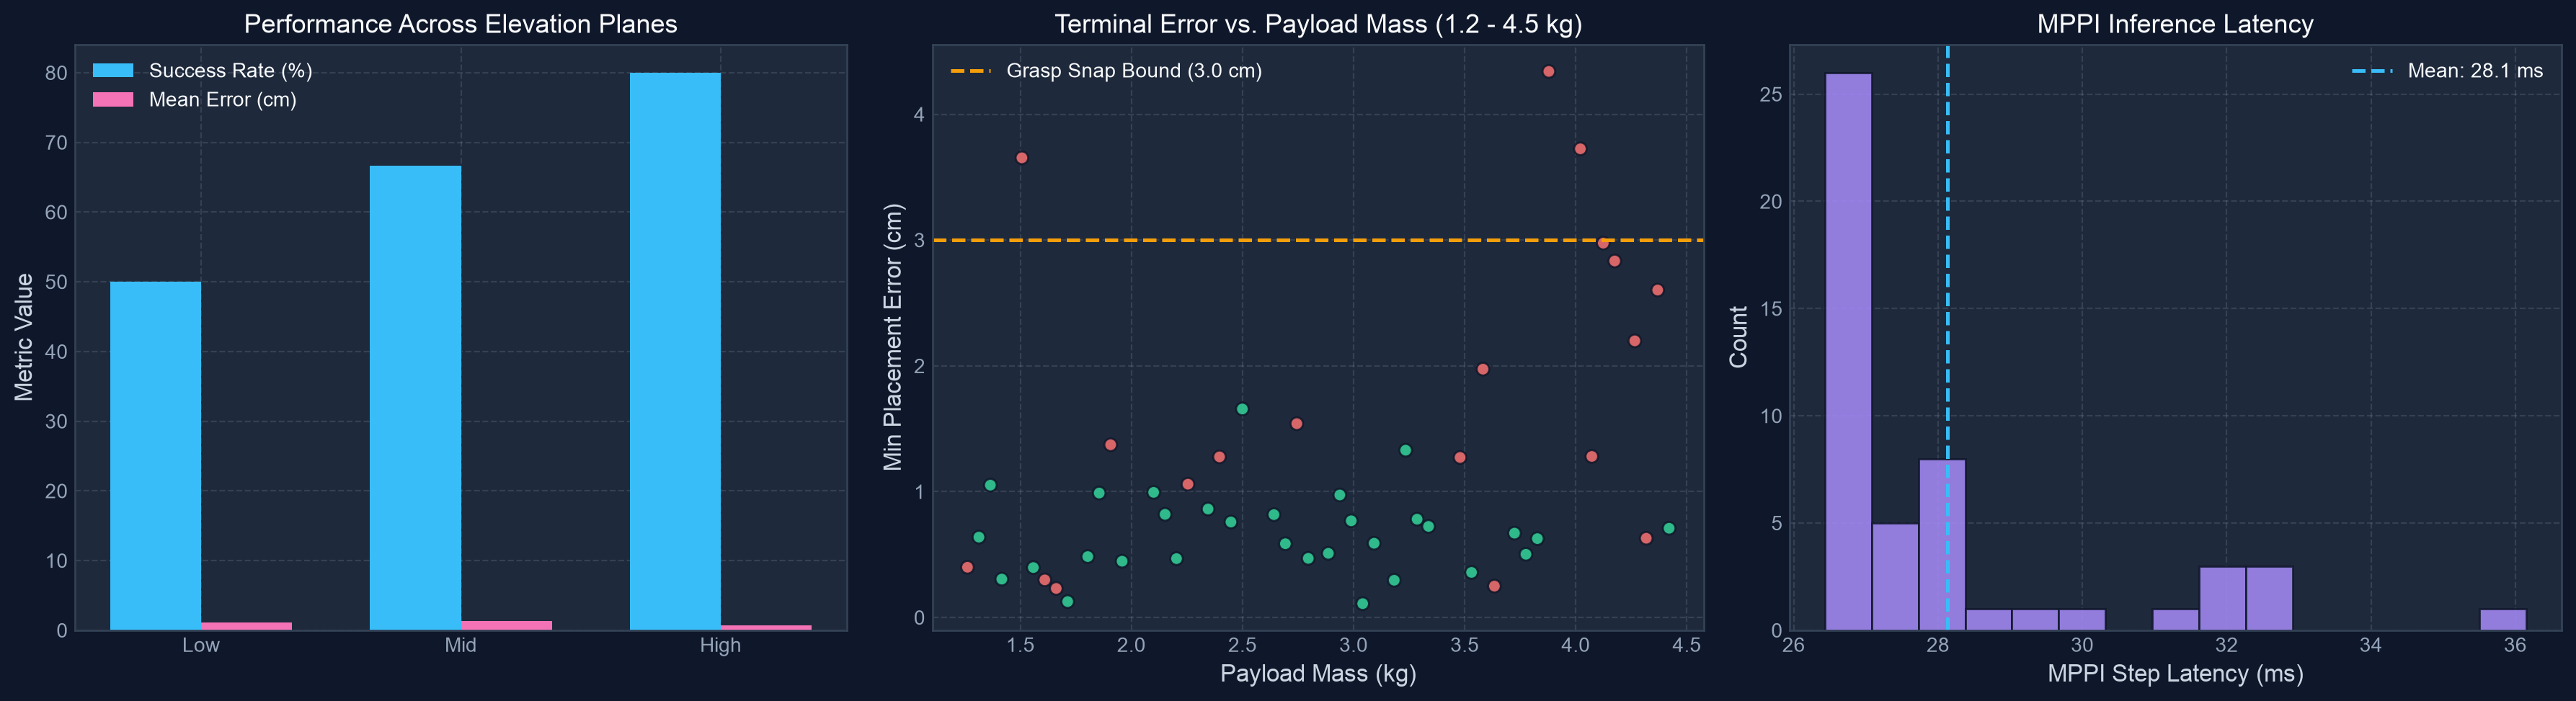 Performance Across Elevation Planes
Success Rate (%)
Mean Error (cm)
Metric Value
80
70
60
50
40
30
20
10
0
Low Mid High
Terminal Error vs. Payload Mass (1.2 - 4.5 kg)
Grasp Snap Bound (3.0 cm)
Min Placement Error (cm)
4
3
2
1
0
1.5 2.0 2.5 3.0 3.5 4.0 4.5
Payload Mass (kg)
MPPI Inference Latency
Mean: 28.1 ms
Count
25
20
15
10
5
0
26 28 30 32 34 36
MPPI Step Latency (ms)